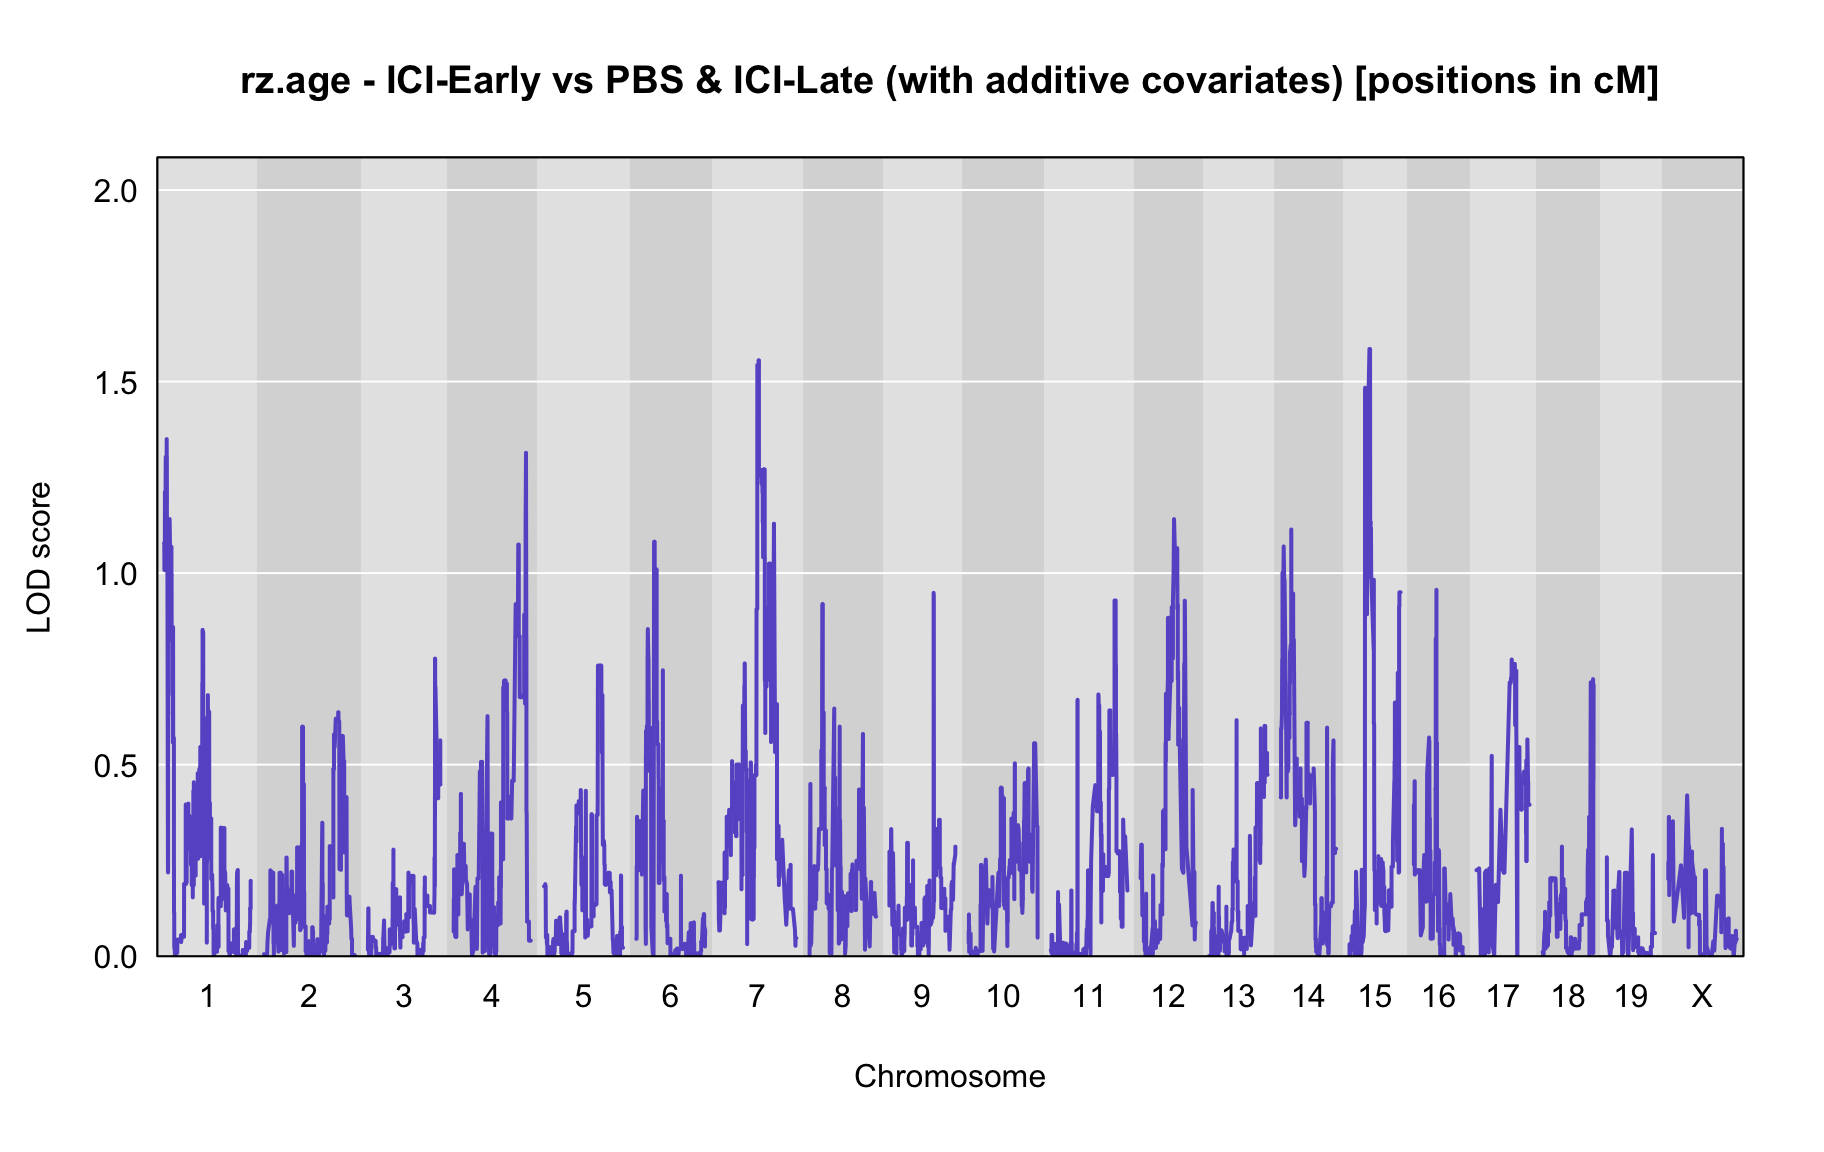 rz.age - ICI-Early vs PBS & ICI-Late (with additive covariates) [positions in cM]
LOD score
2.0
1.5
1.0
0.5
0.0
1 2 3 4 5 6 7 8 9 10 11 12 13 14 15 16 17 18 19 X
Chromosome